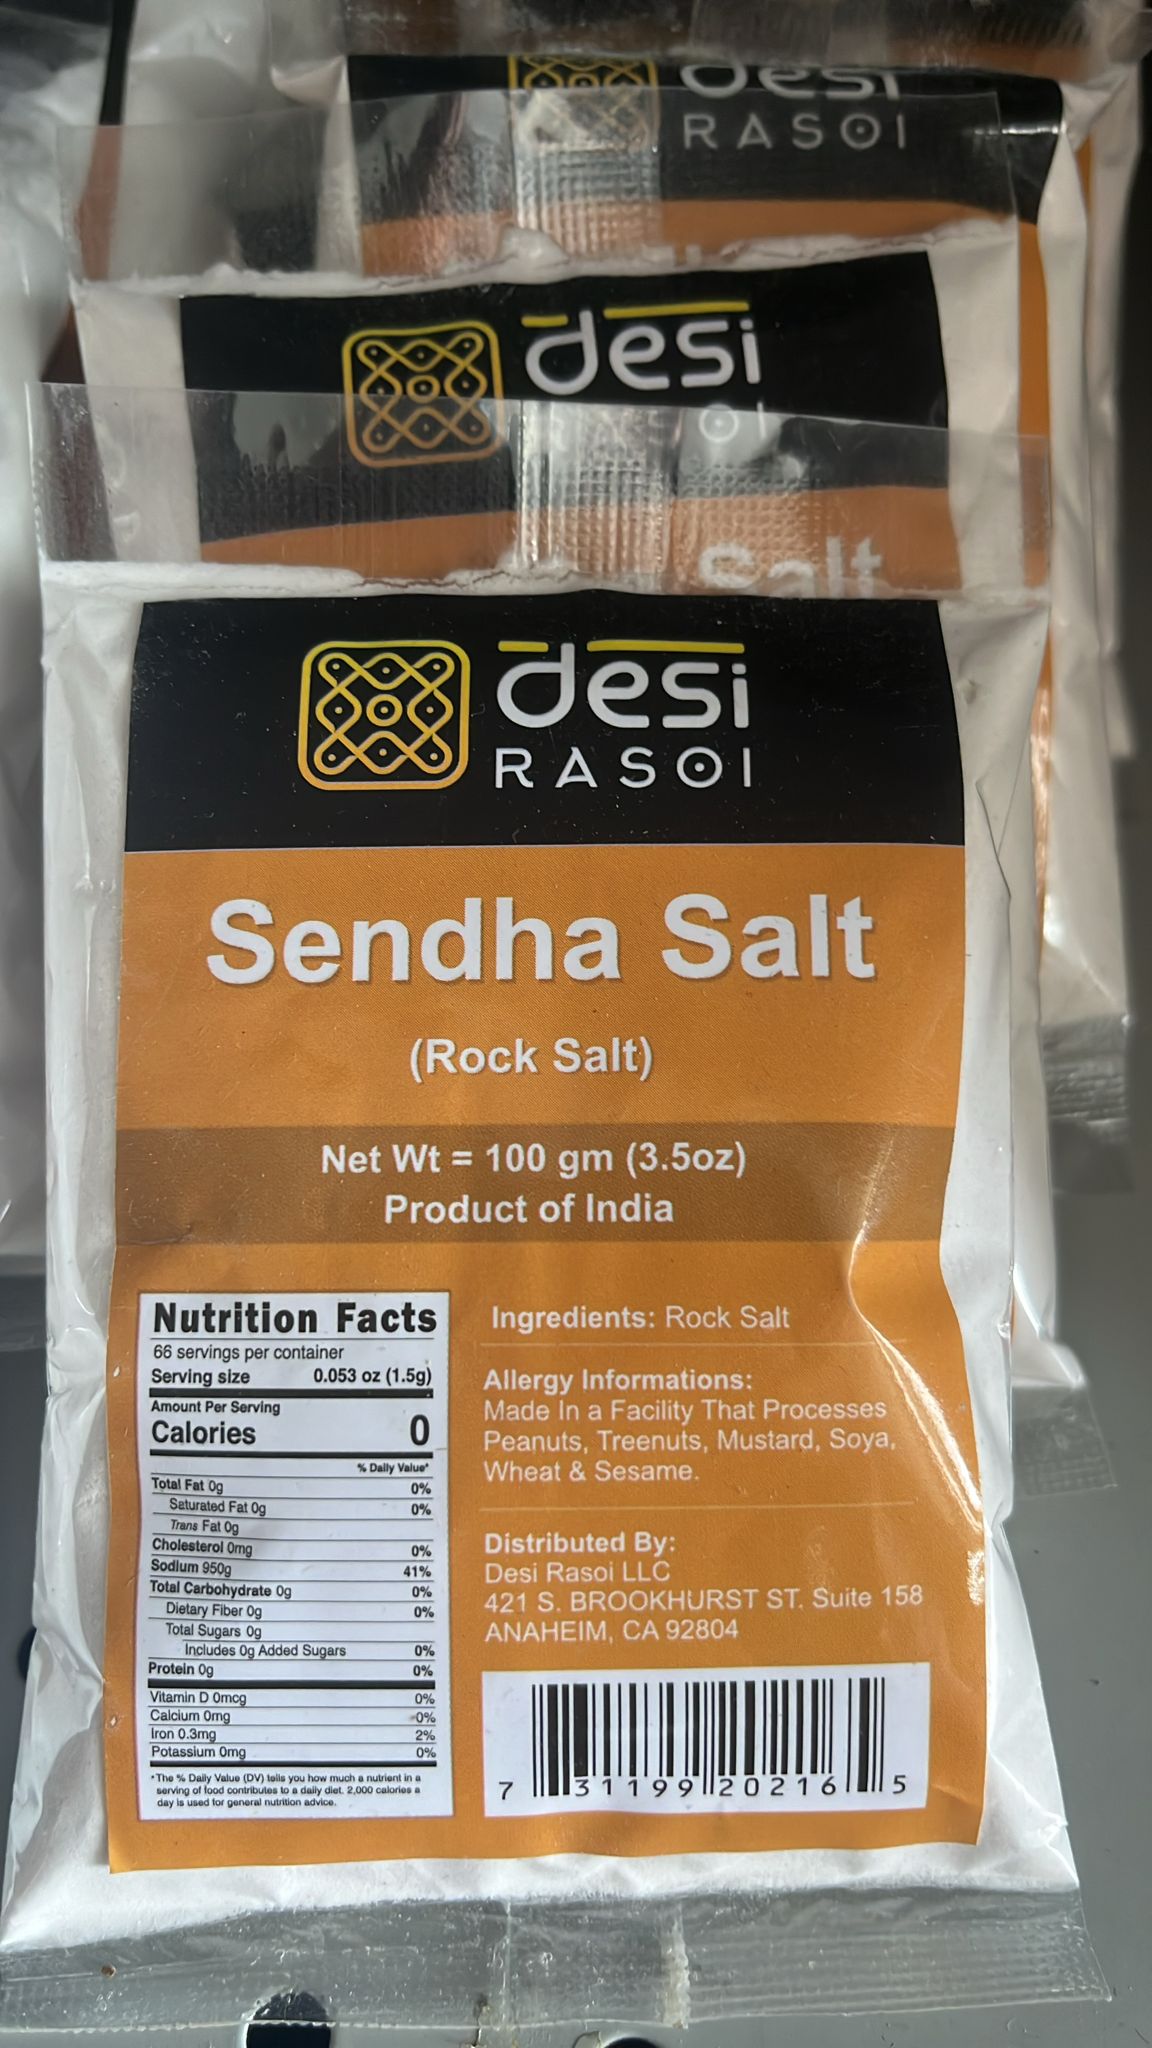 desi
RASOI
desi
Salt
desi
RASOI
Sendha Salt
(Rock Salt)
Net Wt = 100 gm (3.5oz)
Product of India
Nutrition Facts
66 servings per container
Serving size 0.053 oz (1.5g)
Amount Per Serving
Calories 0
% Daily Value*
Total Fat 0g 0%
Saturated Fat 0g 0%
Trans Fat 0g
Cholesterol 0mg 0%
Sodium 950g 41%
Total Carbohydrate 0g 0%
Dietary Fiber 0g 0%
Total Sugars 0g
Includes 0g Added Sugars 0%
Protein 0g 0%
Vitamin D 0mcg 0%
Calcium 0mg 0%
Iron 0.3mg 2%
Potassium 0mg 0%
*The % Daily Value (DV) tells you how much a nutrient in a
serving of food contributes to a daily diet. 2,000 calories a
day is used for general nutrition advice.
Ingredients: Rock Salt
Allergy Informations:
Made In a Facility That Processes
Peanuts, Treenuts, Mustard, Soya,
Wheat & Sesame.
Distributed By:
Desi Rasoi LLC
421 S. BROOKHURST ST. Suite 158
ANAHEIM, CA 92804
7 31199 20216 5